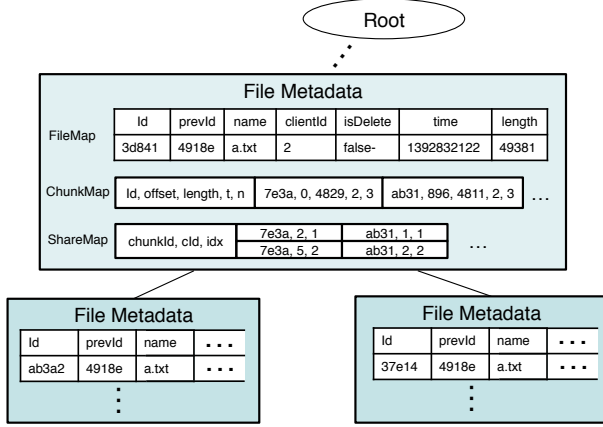 Root
File Metadata
FileMap
Id prevId name clientId isDelete time length
3d841 4918e a.txt 2 false- 1392832122 49381
ChunkMap Id, offset, length, t, n 7e3a, 0, 4829, 2, 3 ab31, 896, 4811, 2, 3 ...
ShareMap chunkId, cId, idx
7e3a, 2, 1 ab31, 1, 1
7e3a, 5, 2 ab31, 2, 2
...
File Metadata
Id prevId name ...
ab3a2 4918e a.txt ...
File Metadata
Id prevId name ...
37e14 4918e a.txt ...